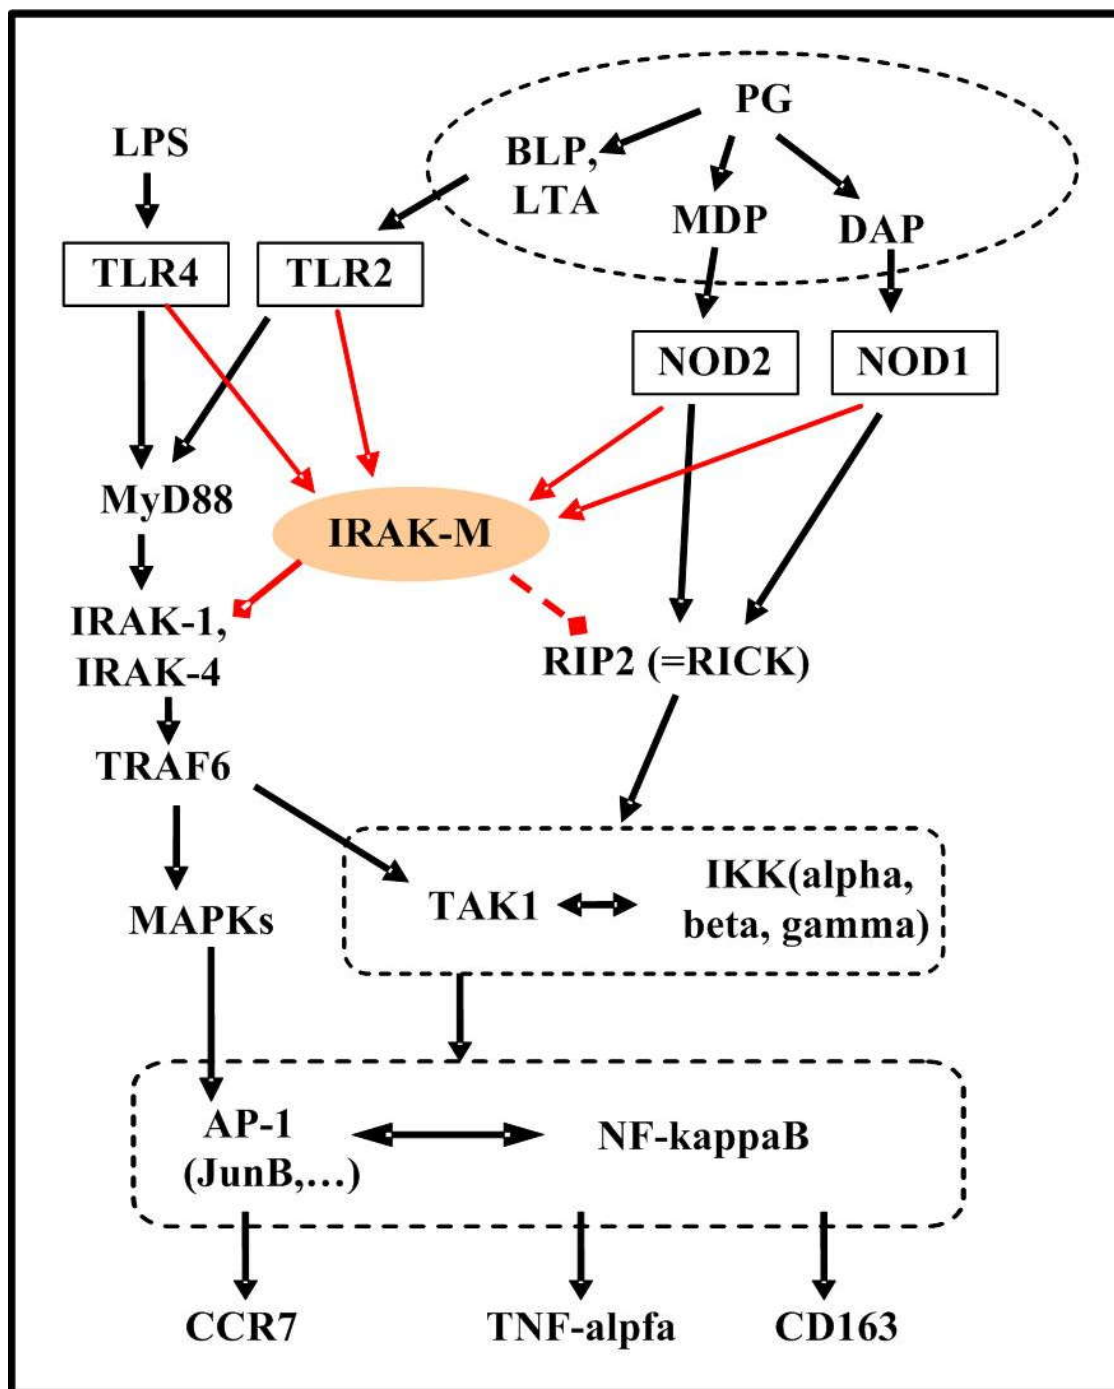 PG
LPS
BLP,
LTA
MDP
DAP
TLR4
TLR2
NOD2
NOD1
MyD88
IRAK-M
IRAK-1,
IRAK-4
RIP2 (=RICK)
TRAF6
TAK1
IKK(alpha,
beta, gamma)
MAPKs
AP-1
(JunB,...)
NF-kappaB
CCR7
TNF-alpfa
CD163